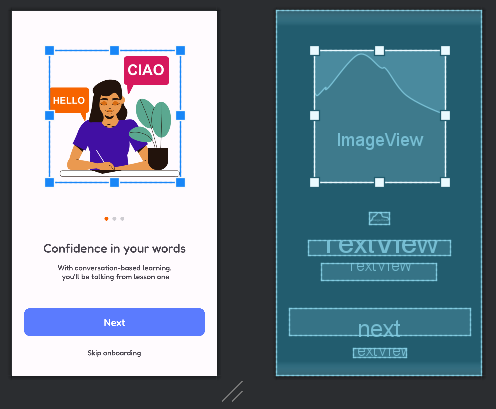 CIAO
HELLO
Confidence in your words
With conversation-based learning,
you'll be talking from lesson one
Next
Skip onboarding
ImageView
TextView
TextView
next
TextView